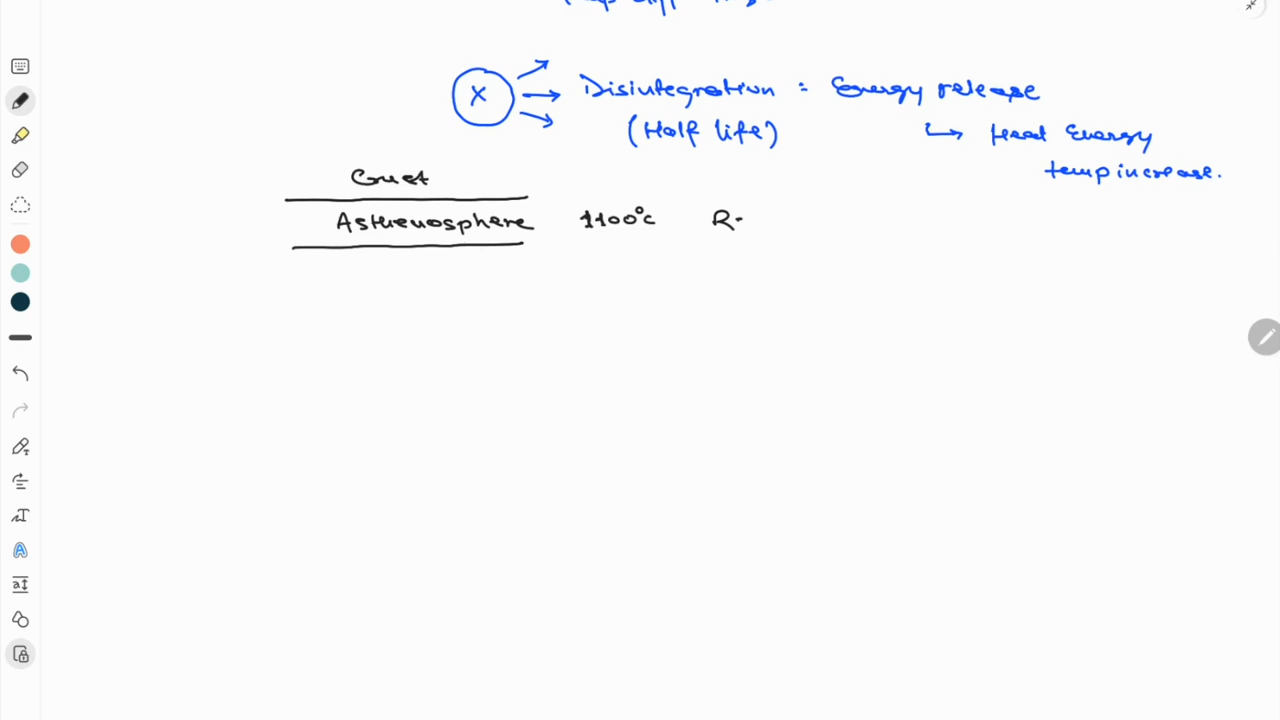 X → Disintegration : Energy release
(Half life) ↳ Heat Energy
temp increase.
Crust
Asthenosphere 1100°C R-